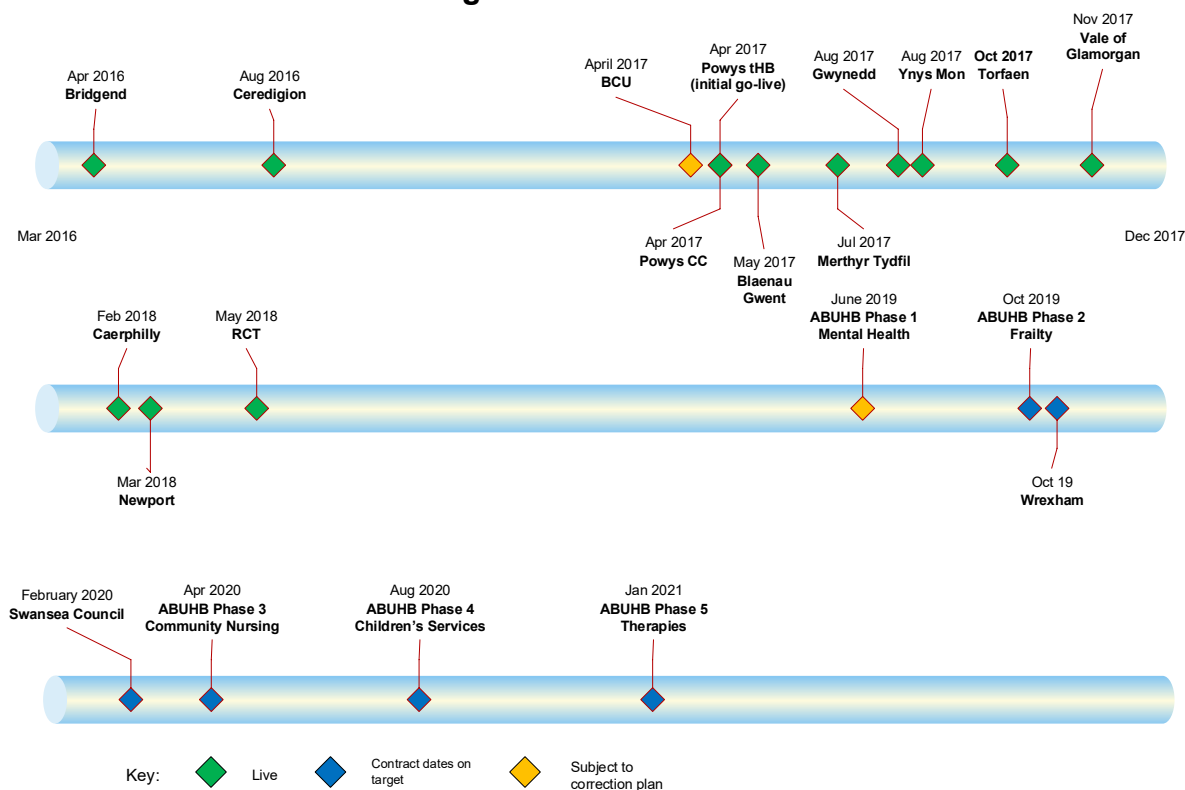 Nov 2017
Vale of
Glamorgan
Apr 2016
Bridgend
Aug 2016
Ceredigion
April 2017
BCU
Apr 2017
Powys tHB
(initial go-live)
Aug 2017
Gwynedd
Aug 2017
Ynys Mon
Oct 2017
Torfaen
Mar 2016
Dec 2017
Apr 2017
Powys CC
May 2017
Blaenau
Gwent
Jul 2017
Merthyr Tydfil
Feb 2018
Caerphilly
May 2018
RCT
June 2019
ABUHB Phase 1
Mental Health
Oct 2019
ABUHB Phase 2
Frailty
Mar 2018
Newport
Oct 19
Wrexham
February 2020
Swansea Council
Apr 2020
ABUHB Phase 3
Community Nursing
Aug 2020
ABUHB Phase 4
Children’s Services
Jan 2021
ABUHB Phase 5
Therapies
Key:
Live
Contract dates on
target
Subject to
correction plan